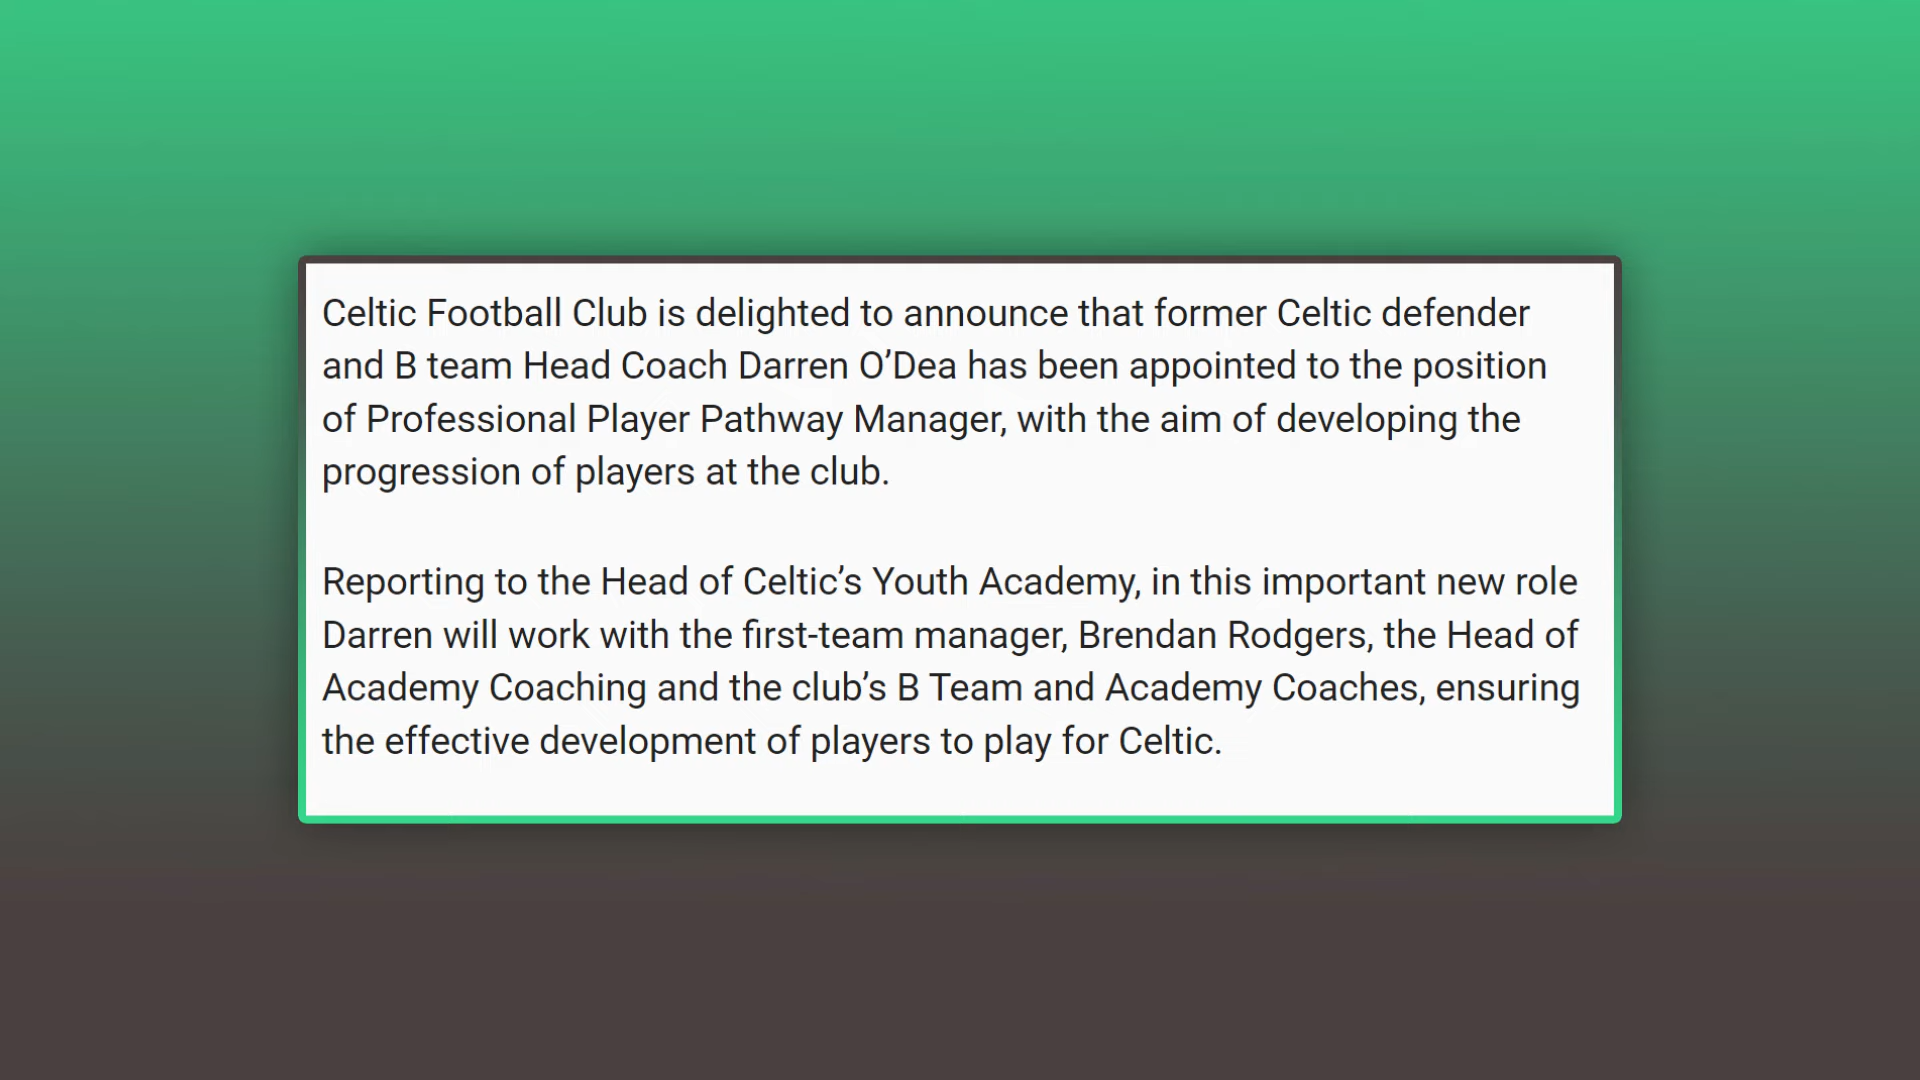 Celtic Football Club is delighted to announce that former Celtic defender
and B team Head Coach Darren O’Dea has been appointed to the position
of Professional Player Pathway Manager, with the aim of developing the
progression of players at the club.
Reporting to the Head of Celtic’s Youth Academy, in this important new role
Darren will work with the first-team manager, Brendan Rodgers, the Head of
Academy Coaching and the club’s B Team and Academy Coaches, ensuring
the effective development of players to play for Celtic.